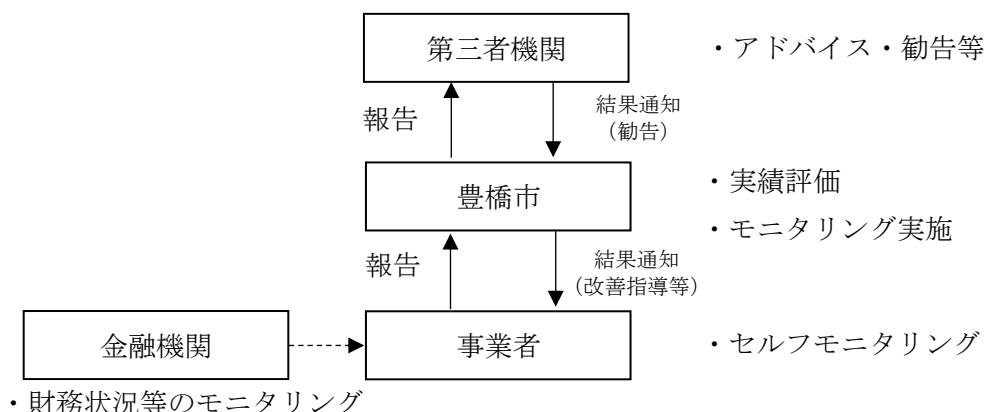 第三者機関
・アドバイス・勧告等
報告
結果通知
（勧告）
豊橋市
・実績評価
・モニタリング実施
報告
結果通知
（改善指導等）
金融機関
事業者
・セルフモニタリング
・財務状況等のモニタリング